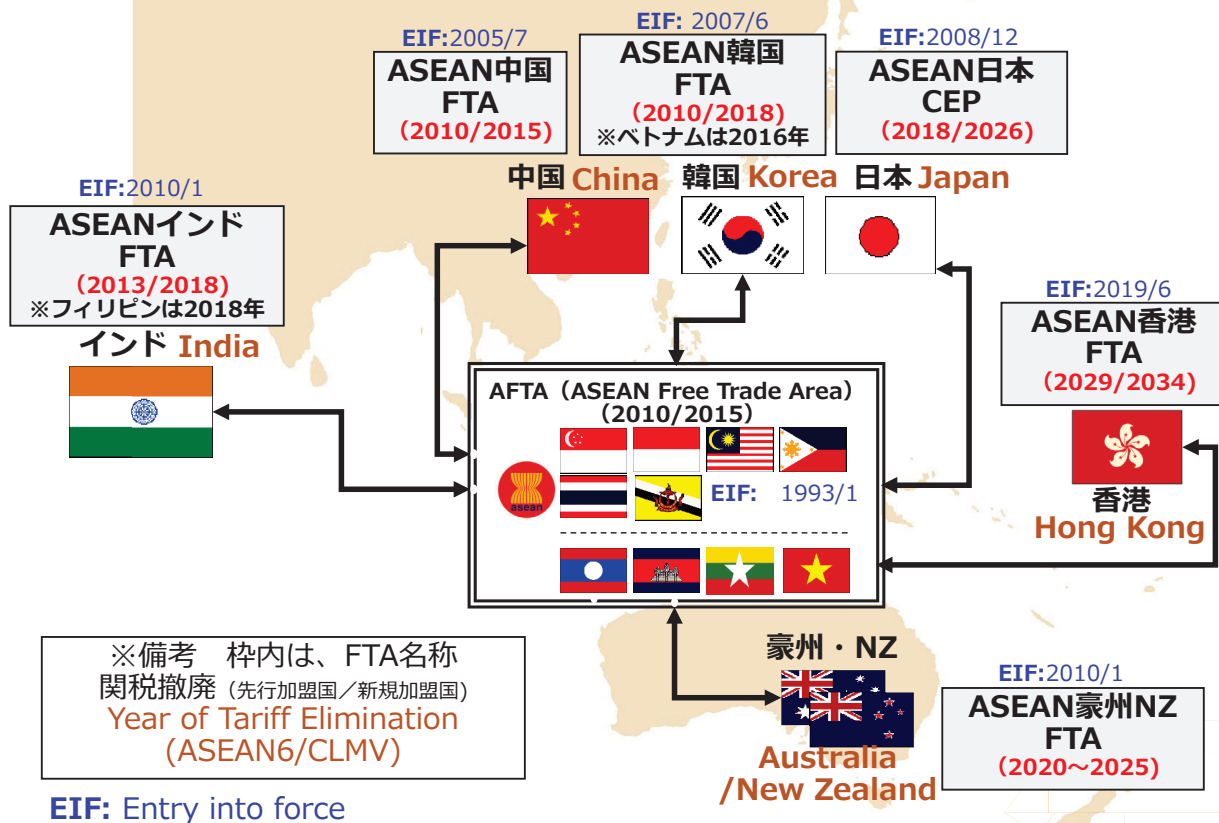 EIF:2005/7
ASEAN中国
FTA
(2010/2015)
EIF: 2007/6
ASEAN韓国
FTA
(2010/2018)
※ベトナムは2016年
EIF:2008/12
ASEAN日本
CEP
(2018/2026)
中国 China
韓国 Korea
日本 Japan
EIF:2010/1
ASEANインド
FTA
(2013/2018)
※フィリピンは2018年
インド India
EIF:2019/6
ASEAN香港
FTA
(2029/2034)
香港
Hong Kong
AFTA(ASEAN Free Trade Area)
(2010/2015)
asean
EIF: 1993/1
※備考 枠内は、FTA名称
関税撤廃(先行加盟国/新規加盟国)
Year of Tariff Elimination
(ASEAN6/CLMV)
EIF: Entry into force
豪州・NZ
Australia
/New Zealand
EIF:2010/1
ASEAN豪州NZ
FTA
(2020~2025)